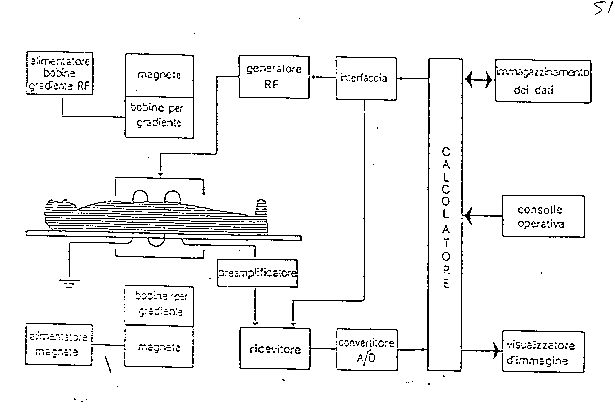 51
alimentatore
bobine
gradiente RF
magnete
bobine per
gradiente
generatore
RF
interfaccia
immagazzinamento
dei dati
CALCOLATORE
consolle
operativa
preamplificatore
bobine per
gradiente
alimentatore
magnete
magnete
ricevitore
convertitore
A/D
visualizzatore
d'immagine